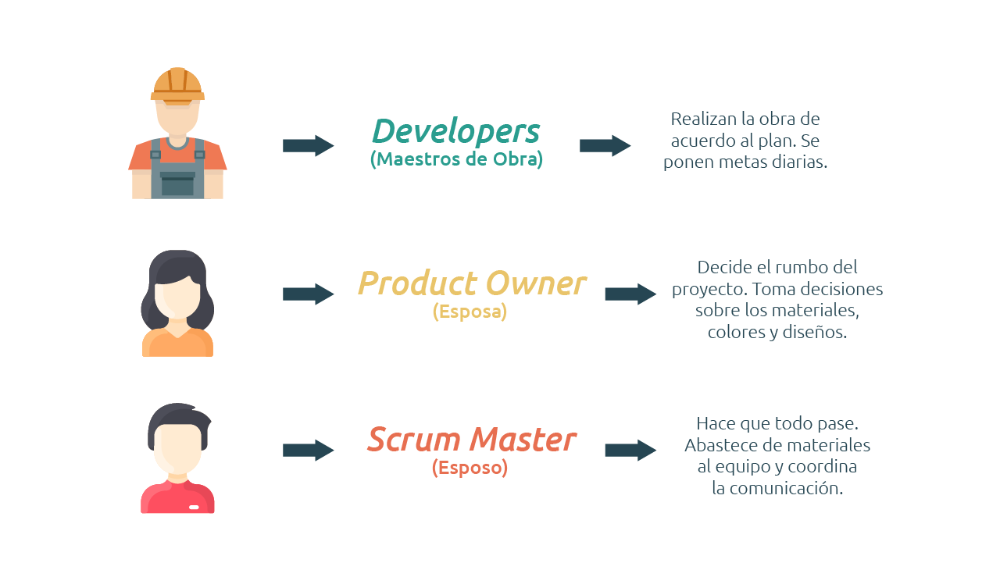 Developers
(Maestros de Obra)
Realizan la obra de
acuerdo al plan. Se
ponen metas diarias.
Product Owner
(Esposa)
Decide el rumbo del
proyecto. Toma decisiones
sobre los materiales,
colores y diseños.
Scrum Master
(Esposo)
Hace que todo pase.
Abastece de materiales
al equipo y coordina
la comunicación.